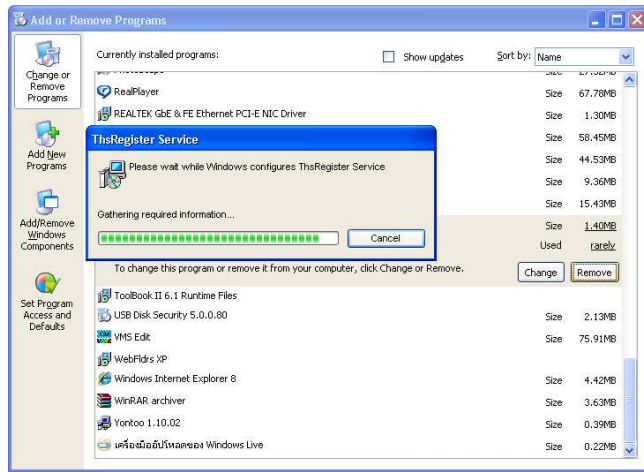 Add or Remove Programs
Change or
Remove
Programs
Add New
Programs
Add/Remove
Windows
Components
Set Program
Access and
Defaults
Currently installed programs:
Show updates
Sort by: Name
RealPlayer Size 67.78MB
REALTEK GbE & FE Ethernet PCI-E NIC Driver Size 1.30MB
Size 58.45MB
Size 44.53MB
Size 9.36MB
Size 15.43MB
Size 1.40MB
Used rarely
ThsRegister Service
Please wait while Windows configures ThsRegister Service
Gathering required information...
Cancel
To change this program or remove it from your computer, click Change or Remove.
Change Remove
ToolBook II 6.1 Runtime Files
USB Disk Security 5.0.0.80 Size 2.13MB
VMS Edit Size 75.91MB
WebFldrs XP
Windows Internet Explorer 8 Size 4.42MB
WinRAR archiver Size 3.63MB
Yontoo 1.10.02 Size 0.39MB
เครื่องมืออัปโหลดของ Windows Live Size 0.22MB